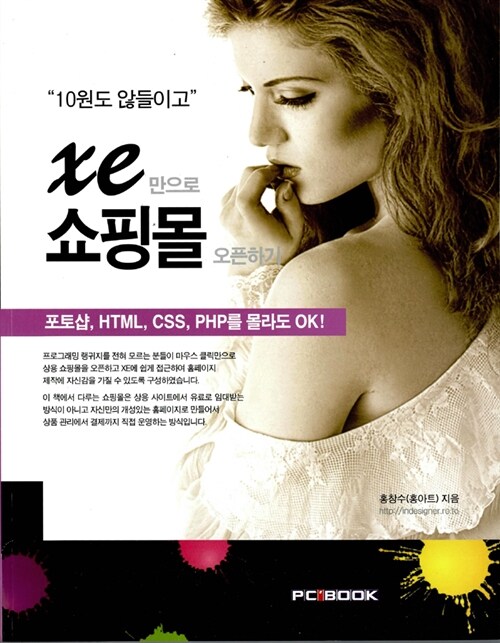 “10원도 않들이고”
xe 만으로
쇼핑몰 오픈하기
포토샵, HTML, CSS, PHP를 몰라도 OK!
프로그래밍 랭귀지를 전혀 모르는 분들이 마우스 클릭만으로
상용 쇼핑몰을 오픈하고 XE에 쉽게 접근하여 홈페이지
제작에 자신감을 가질 수 있도록 구성하였습니다.
이 책에서 다루는 쇼핑몰은 상용 사이트에서 유료로 임대받는
방식이 아니고 자신만의 개성있는 홈페이지로 만들어서
상품 관리에서 결제까지 직접 운영하는 방식입니다.
홍창수(홍아트) 지음
http://indesigner.ro.to
PCBOOK